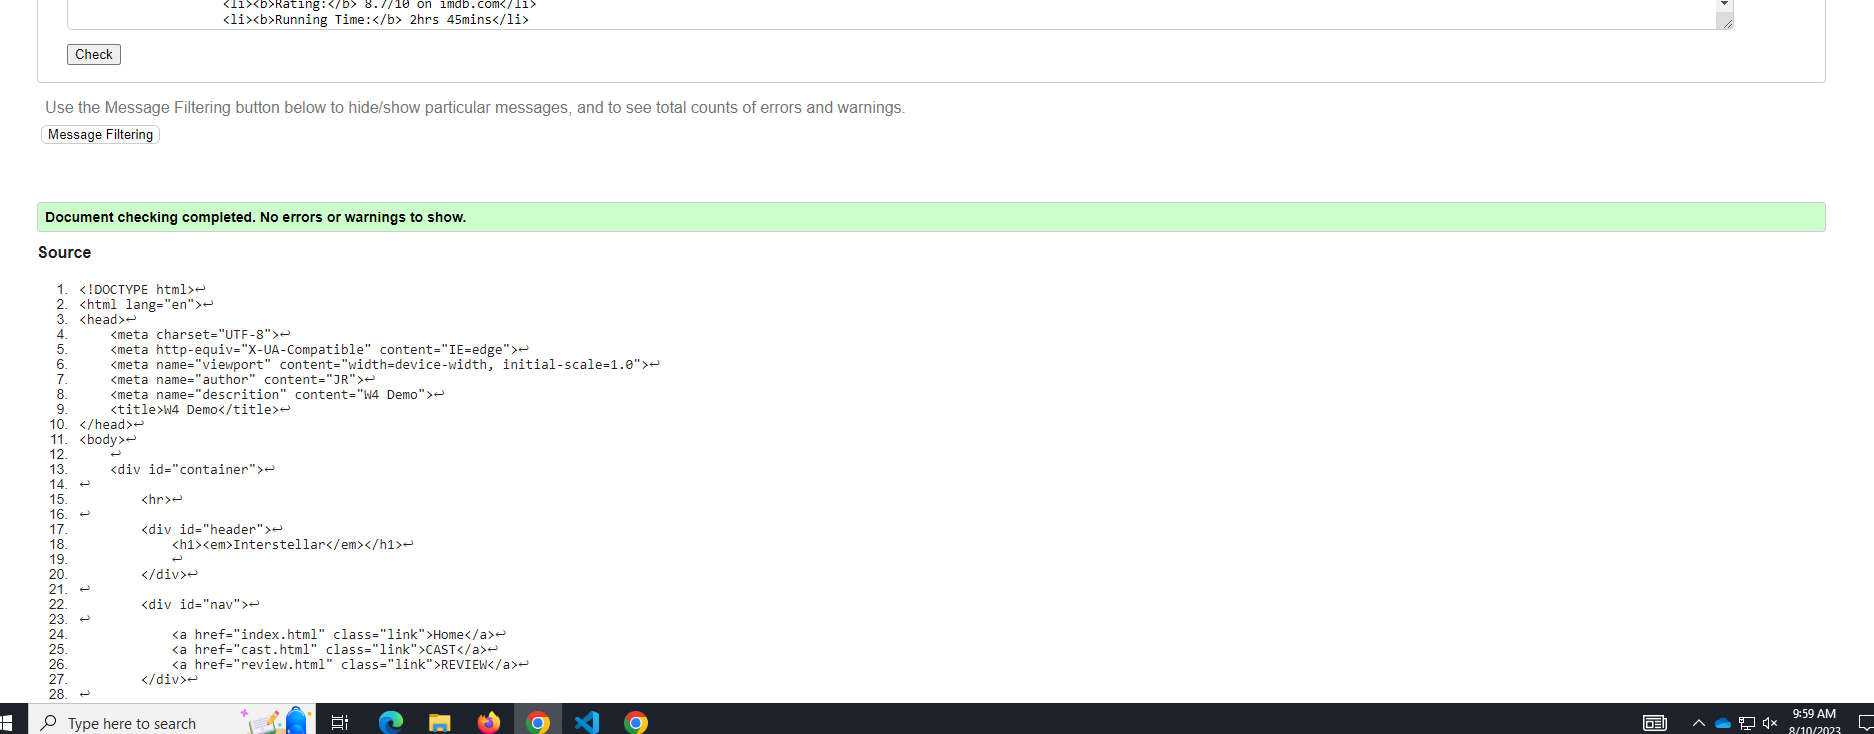 <li><b>Rating:</b> 8.7/10 on imdb.com</li>
<li><b>Running Time:</b> 2hrs 45mins</li>
Check
Use the Message Filtering button below to hide/show particular messages, and to see total counts of errors and warnings.
Message Filtering
Document checking completed. No errors or warnings to show.
Source
1. <!DOCTYPE html>↩
2. <html lang="en">↩
3. <head>↩
4. <meta charset="UTF-8">↩
5. <meta http-equiv="X-UA-Compatible" content="IE=edge">↩
6. <meta name="viewport" content="width=device-width, initial-scale=1.0">↩
7. <meta name="author" content="JR">↩
8. <meta name="descrition" content="W4 Demo">↩
9. <title>W4 Demo</title>↩
10. </head>↩
11. <body>↩
12. ↩
13. <div id="container">↩
14. ↩
15. <hr>↩
16. ↩
17. <div id="header">↩
18. <h1><em>Interstellar</em></h1>↩
19. ↩
20. </div>↩
21. ↩
22. <div id="nav">↩
23. ↩
24. <a href="index.html" class="link">Home</a>↩
25. <a href="cast.html" class="link">CAST</a>↩
26. <a href="review.html" class="link">REVIEW</a>↩
27. </div>↩
28. ↩
Type here to search
9:59 AM
8/10/2023